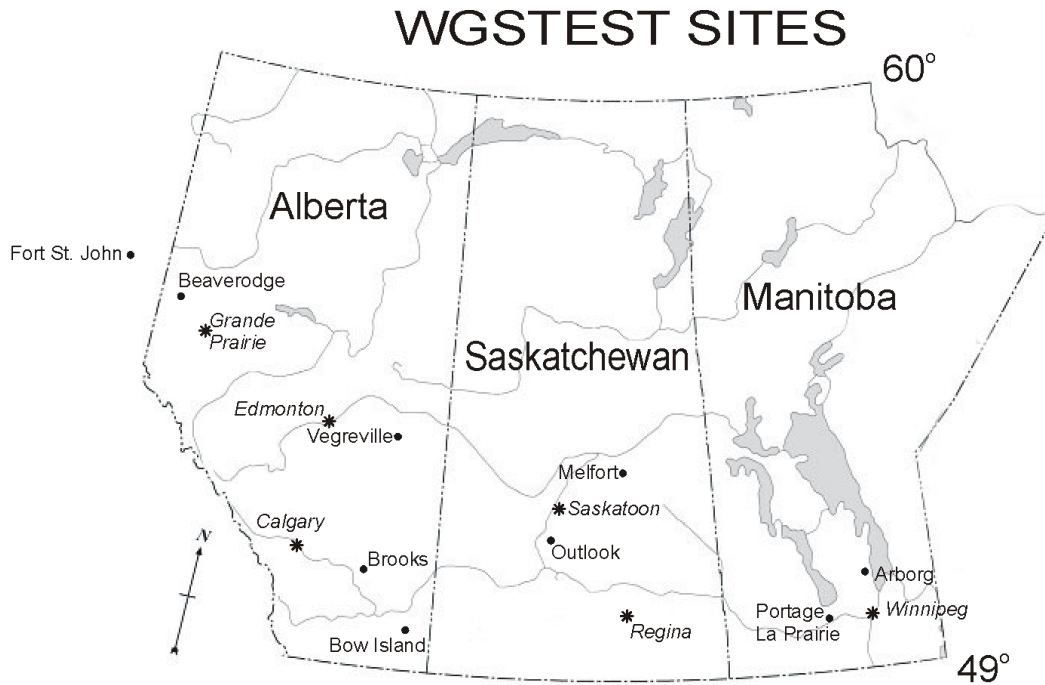 WGSTEST SITES
60°
Alberta
Fort St. John
Beaverodge
Manitoba
Grande
Prairie
Saskatchewan
Edmonton
Vegreville
Melfort
Saskatoon
Calgary
Outlook
Brooks
Arborg
Portage
La Prairie
Winnipeg
Regina
Bow Island
N
49°